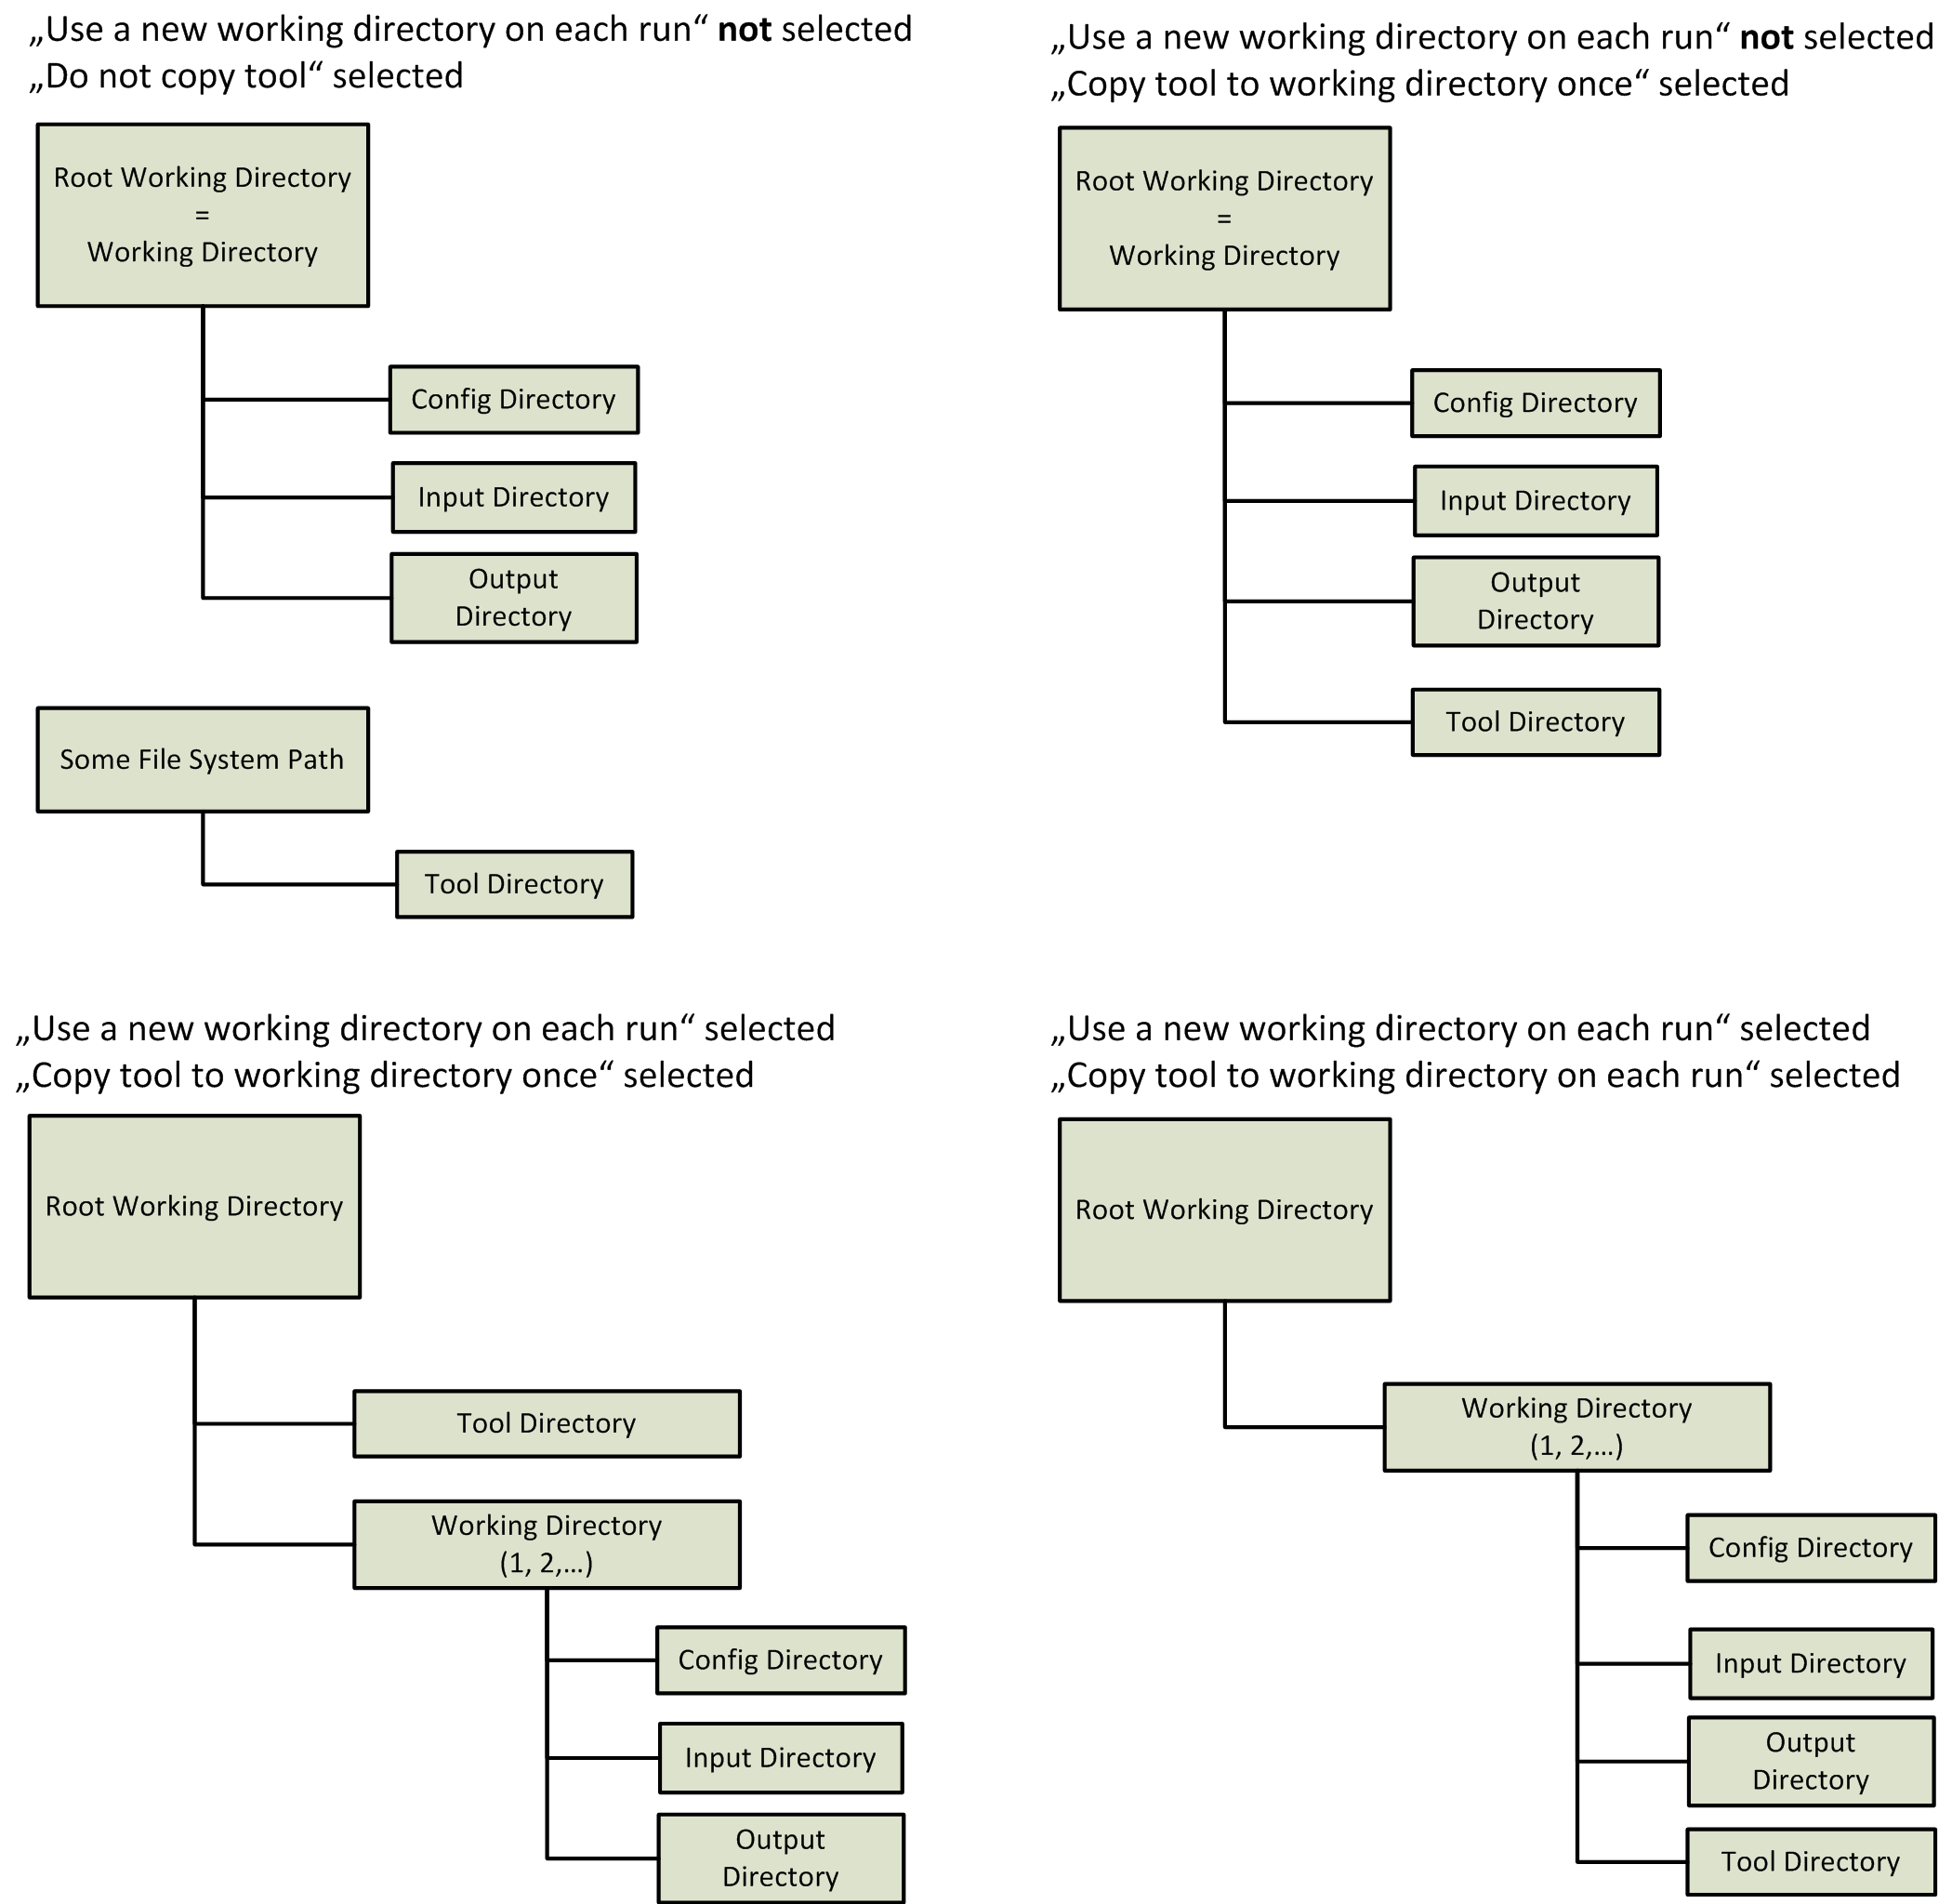 „Use a new working directory on each run“ not selected
„Do not copy tool“ selected
Root Working Directory
=
Working Directory
Config Directory
Input Directory
Output
Directory
Some File System Path
Tool Directory
„Use a new working directory on each run“ not selected
„Copy tool to working directory once“ selected
Root Working Directory
=
Working Directory
Config Directory
Input Directory
Output
Directory
Tool Directory
„Use a new working directory on each run“ selected
„Copy tool to working directory once“ selected
Root Working Directory
Tool Directory
Working Directory
(1, 2,...)
Config Directory
Input Directory
Output
Directory
„Use a new working directory on each run“ selected
„Copy tool to working directory on each run“ selected
Root Working Directory
Working Directory
(1, 2,...)
Config Directory
Input Directory
Output
Directory
Tool Directory